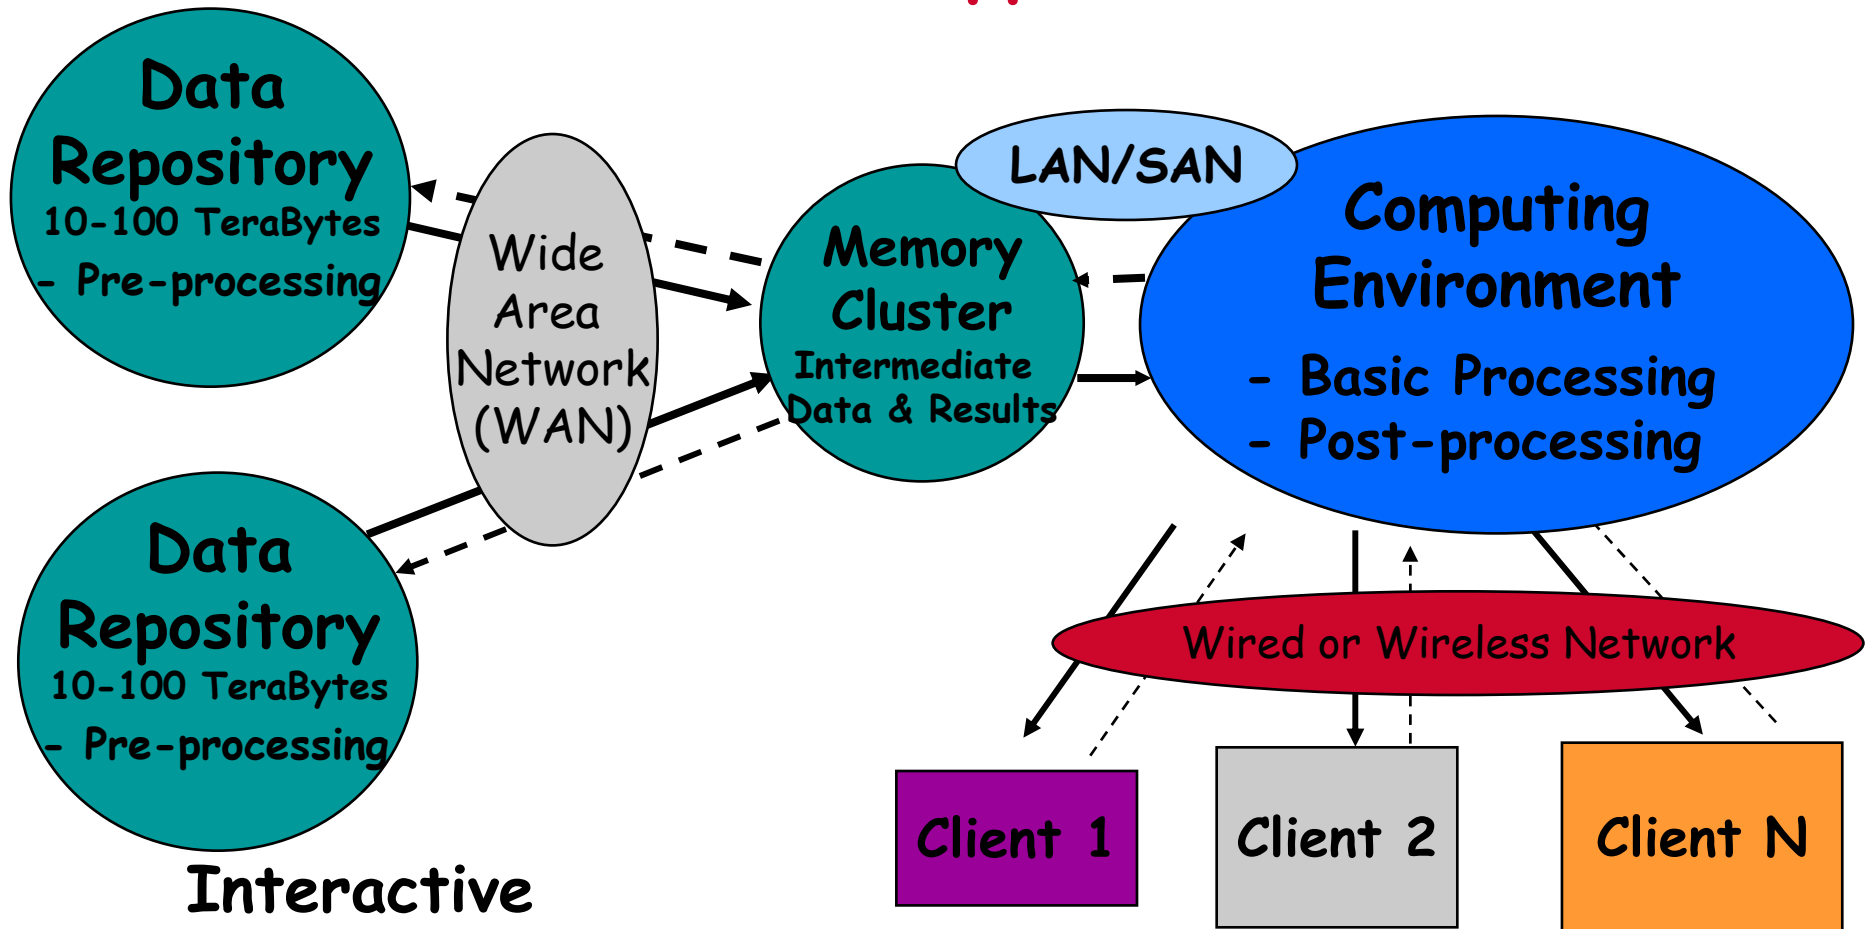 Data
Repository
10-100 TeraBytes
- Pre-processing
Wide
Area
Network
(WAN)
Data
Repository
10-100 TeraBytes
- Pre-processing
Interactive
LAN/SAN
Memory
Cluster
Intermediate
Data & Results
Computing
Environment
- Basic Processing
- Post-processing
Wired or Wireless Network
Client 1
Client 2
Client N